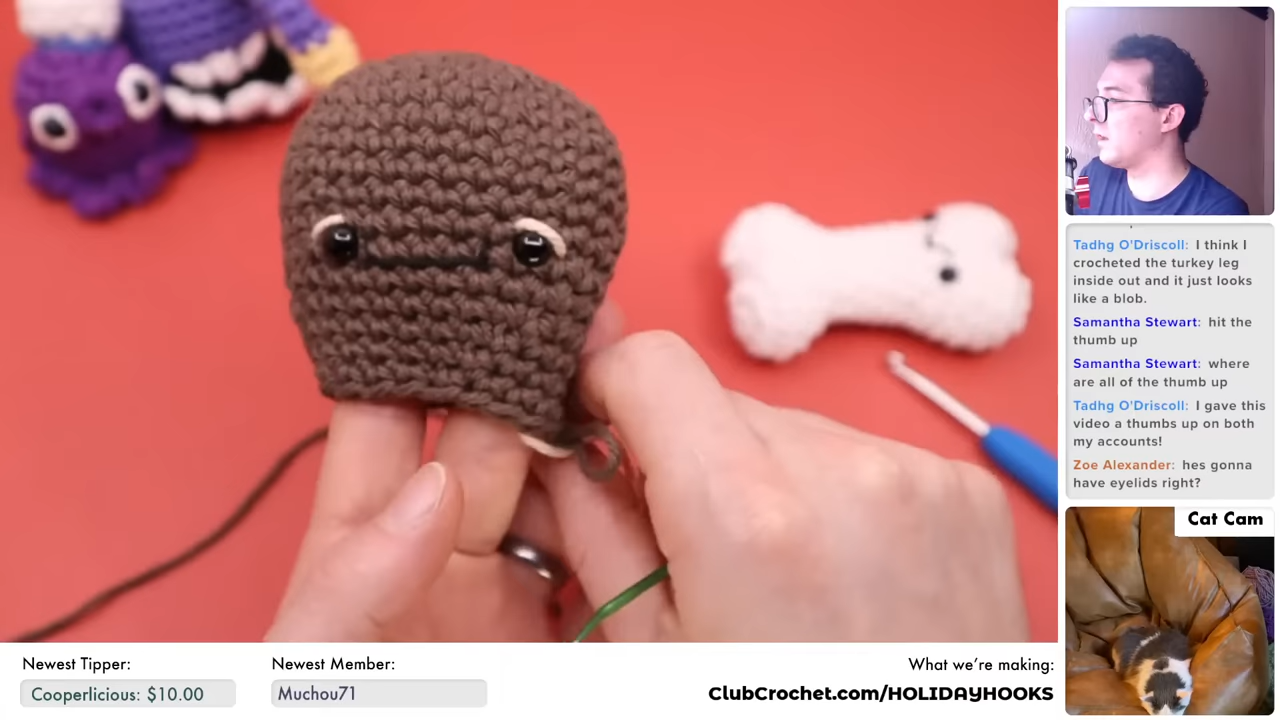 Tadhg O'Driscoll: I think I
crocheted the turkey leg
inside out and it just looks
like a blob.
Samantha Stewart: hit the
thumb up
Samantha Stewart: where
are all of the thumb up
Tadhg O'Driscoll: I gave this
video a thumbs up on both
my accounts!
Zoe Alexander: hes gonna
have eyelids right?
Cat Cam
Newest Tipper:
Cooperlicious: $10.00
Newest Member:
Muchou71
What we're making:
ClubCrochet.com/HOLIDAYHOOKS